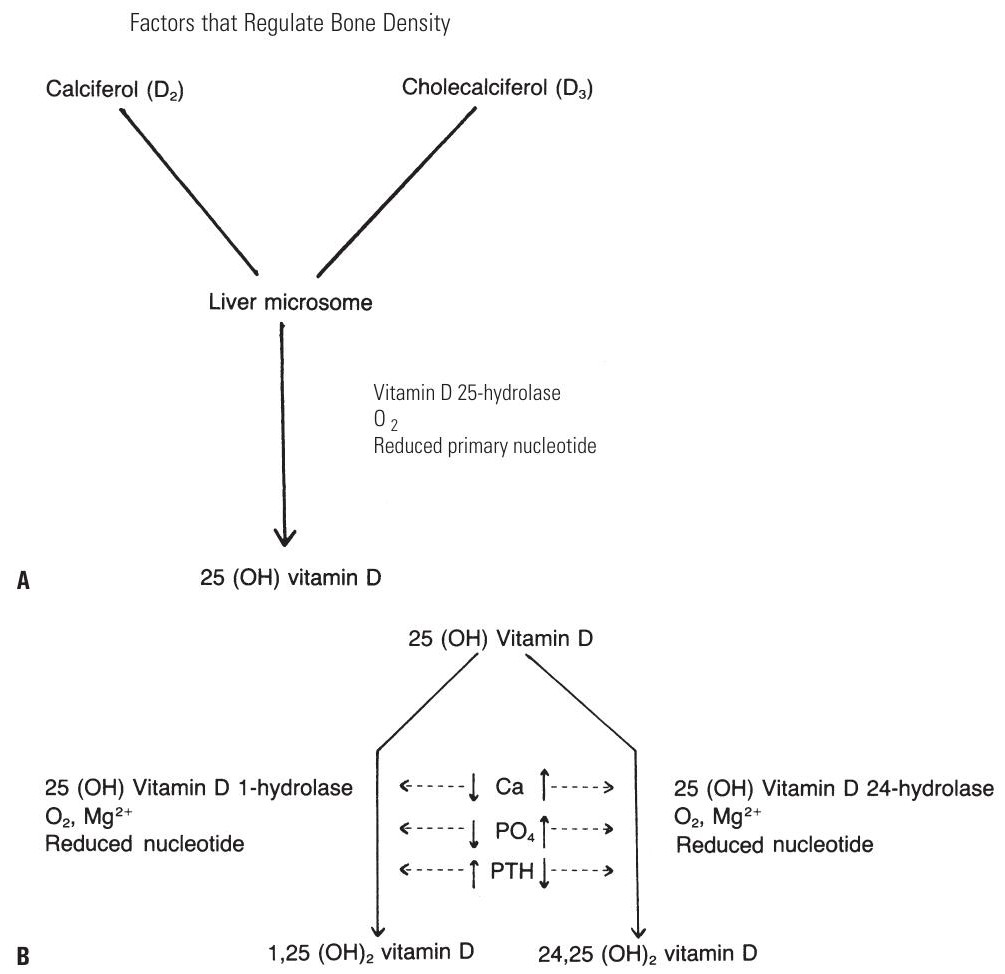 Factors that Regulate Bone Density
Calciferol (D₂)
Cholecalciferol (D₃)
Liver microsome
Vitamin D 25-hydrolase
O₂
Reduced primary nucleotide
A
25 (OH) vitamin D
25 (OH) Vitamin D
25 (OH) Vitamin D 1-hydrolase
O₂, Mg²⁺
Reduced nucleotide
↓ Ca ↑
↓ PO₄ ↑
↑ PTH ↓
25 (OH) Vitamin D 24-hydrolase
O₂, Mg²⁺
Reduced nucleotide
B
1,25 (OH)₂ vitamin D
24,25 (OH)₂ vitamin D